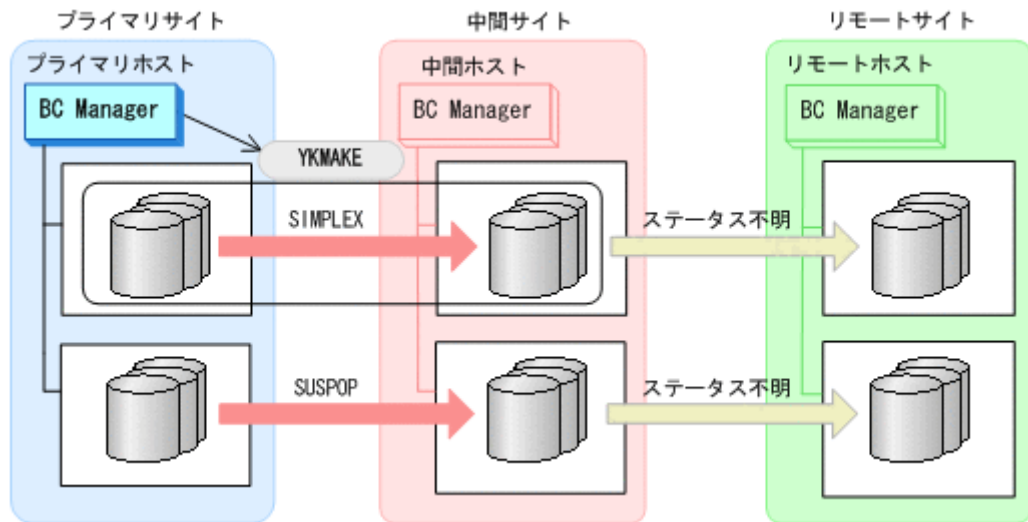 プライマリサイト
中間サイト
リモートサイト
プライマリホスト
中間ホスト
リモートホスト
BC Manager
BC Manager
BC Manager
YKMAKE
SIMPLEX
ステータス不明
SUSPOP
ステータス不明